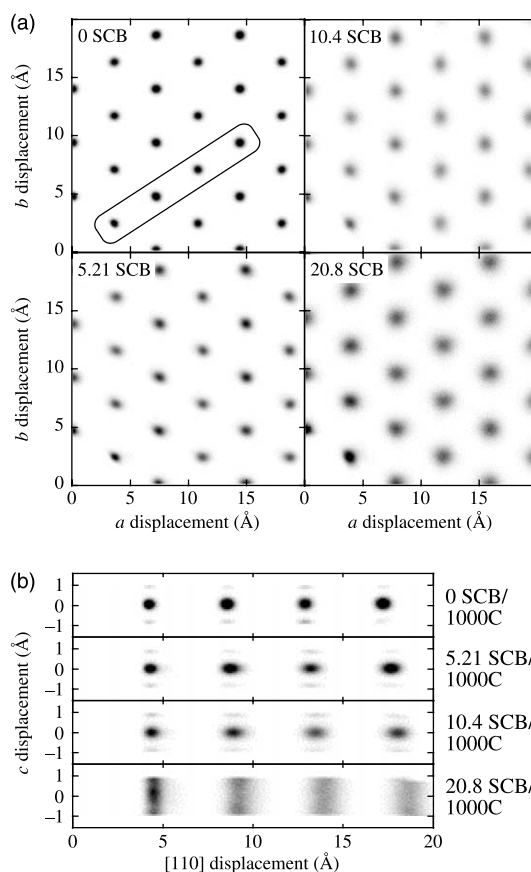 (a)
0 SCB
10.4 SCB
15
10
5
0
b displacement (Å)
5.21 SCB
20.8 SCB
15
10
5
0
b displacement (Å)
0 5 10 15 0 5 10 15
a displacement (Å) a displacement (Å)
(b)
1
0
−1
0 SCB/
1000C
1
0
−1
5.21 SCB/
1000C
1
0
−1
10.4 SCB/
1000C
1
0
−1
20.8 SCB/
1000C
c displacement (Å)
0 5 10 15 20
[110] displacement (Å)